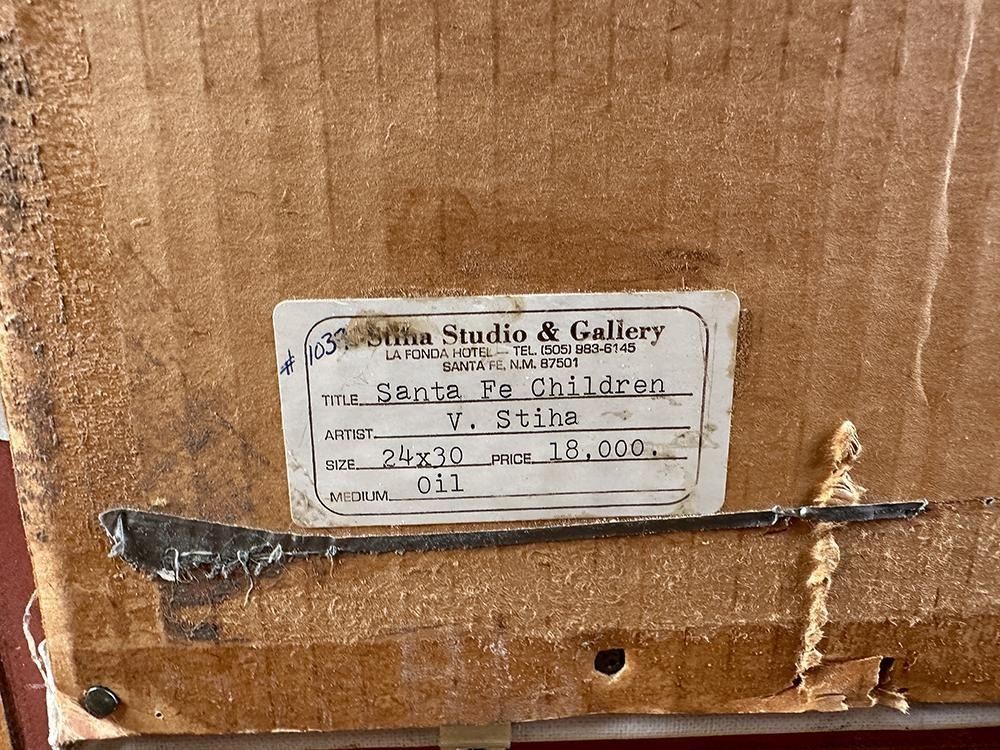 Stiha Studio & Gallery
LA FONDA HOTEL — TEL. (505) 983-6145
SANTA FE, N.M. 87501
TITLE Santa Fe Children
ARTIST V. Stiha
SIZE 24x30 PRICE 18,000.
MEDIUM Oil